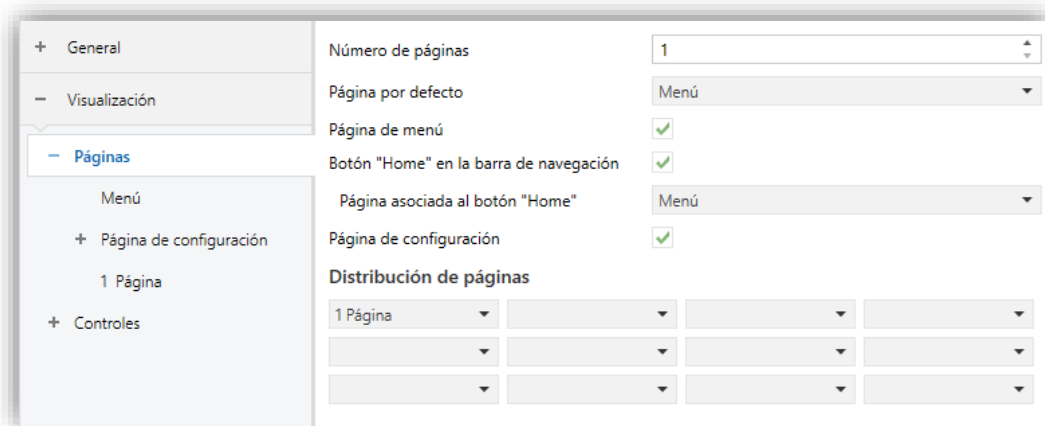 + General
− Visualización
− Páginas
Menú
+ Página de configuración
1 Página
+ Controles
Número de páginas 1
Página por defecto Menú
Página de menú
Botón "Home" en la barra de navegación
Página asociada al botón "Home" Menú
Página de configuración
Distribución de páginas
1 Página